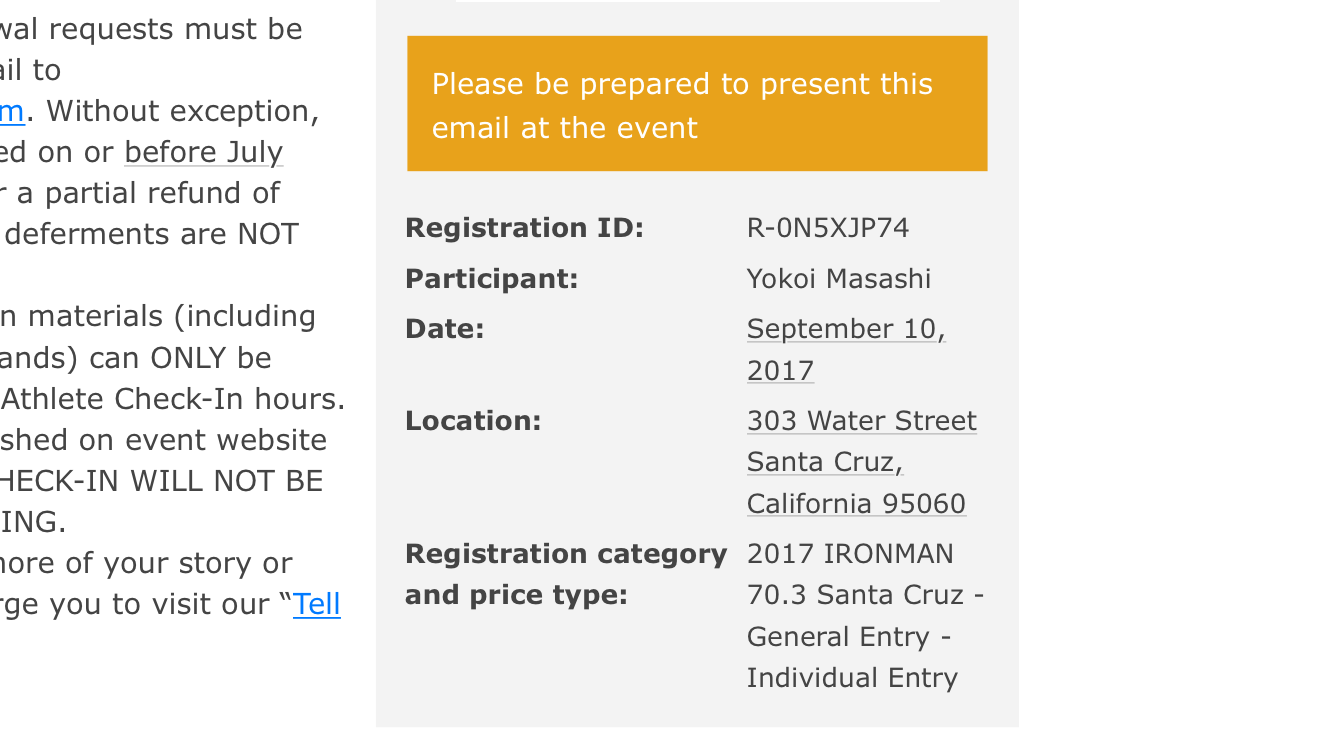 wal requests must be
ail to
m. Without exception,
ed on or before July
r a partial refund of
deferments are NOT
n materials (including
ands) can ONLY be
Athlete Check-In hours.
shed on event website
HECK-IN WILL NOT BE
ING.
nore of your story or
rge you to visit our “Tell
Please be prepared to present this
email at the event
Registration ID: R-0N5XJP74
Participant: Yokoi Masashi
Date: September 10,
2017
Location: 303 Water Street
Santa Cruz,
California 95060
Registration category 2017 IRONMAN
and price type: 70.3 Santa Cruz -
General Entry -
Individual Entry